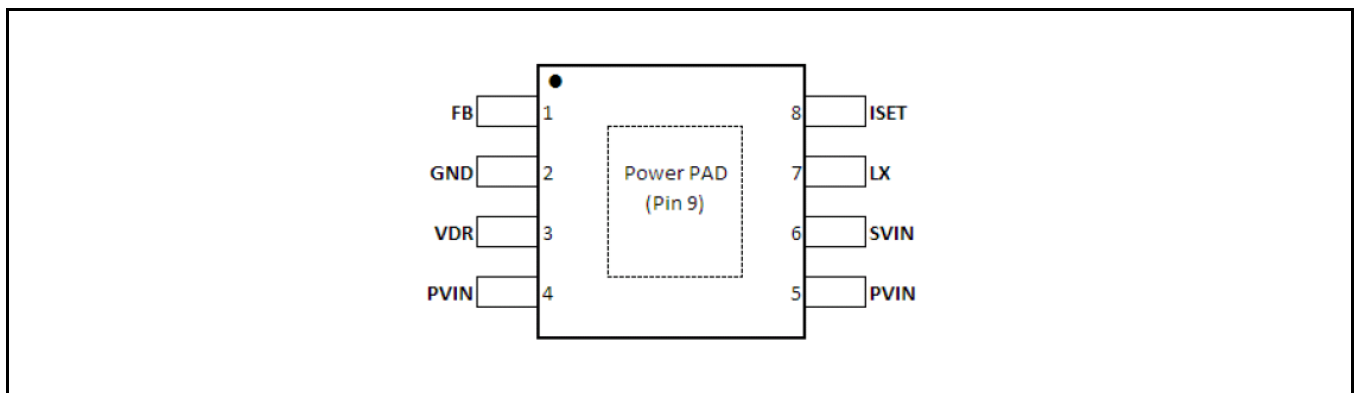 FB 1 8 ISET
GND 2 Power PAD 7 LX
(Pin 9)
VDR 3 6 SVIN
PVIN 4 5 PVIN